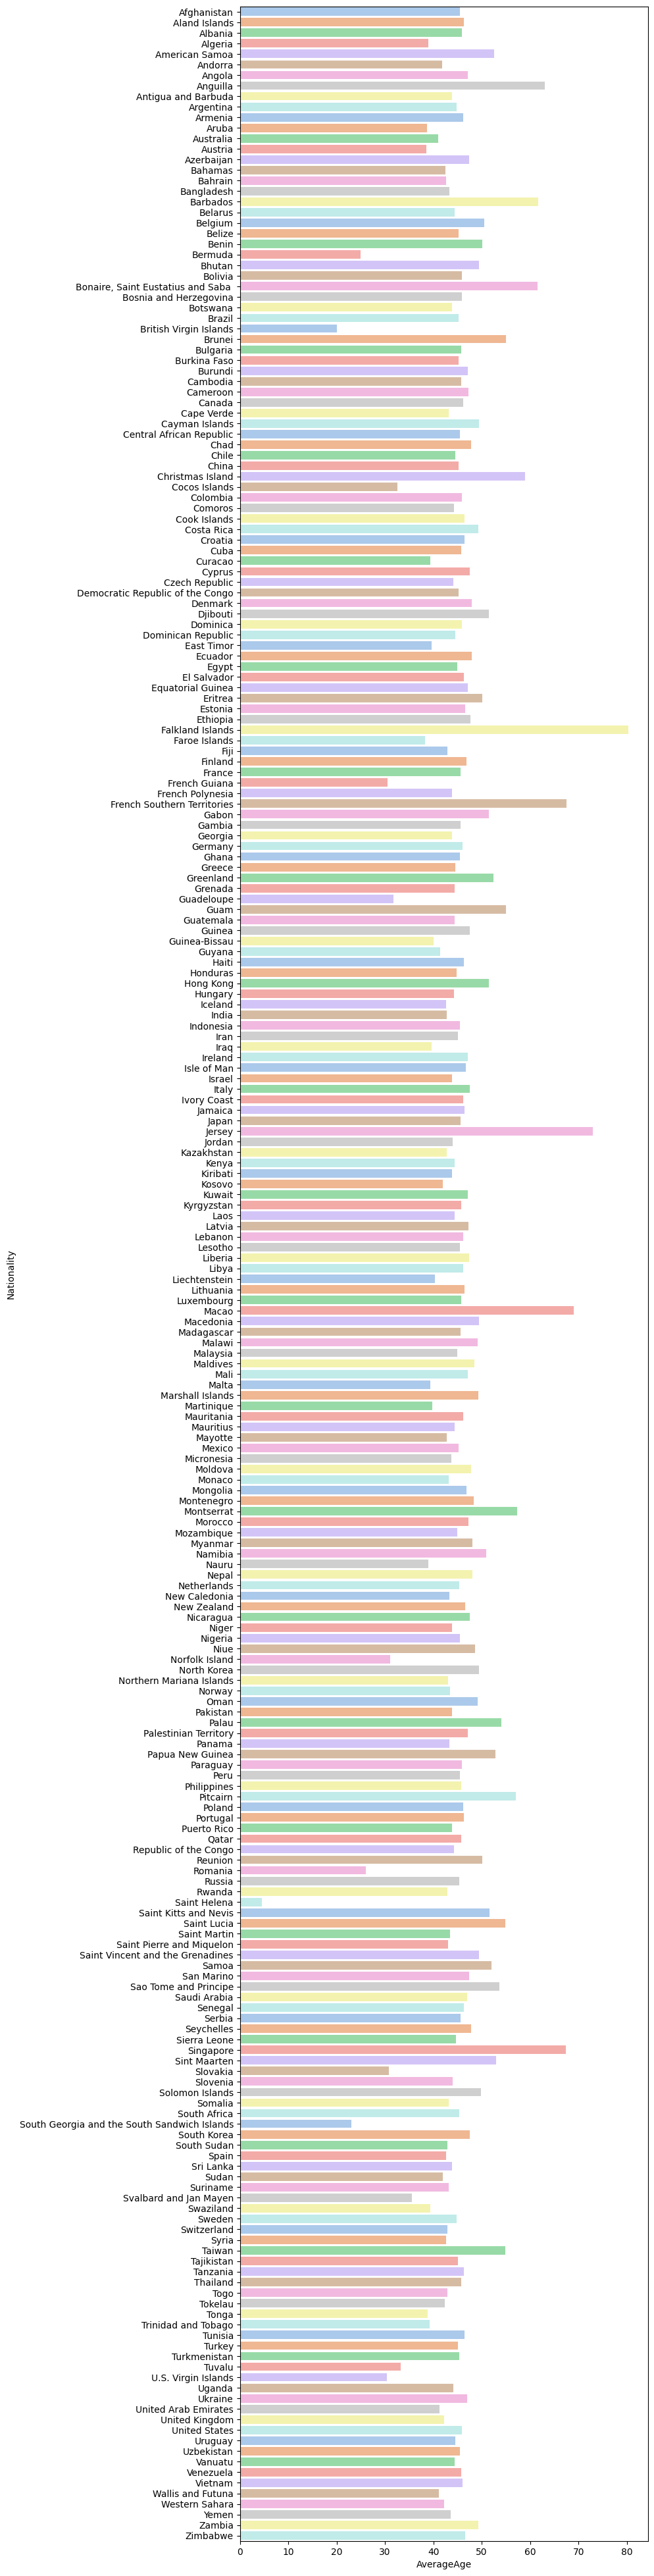 Afghanistan
Aland Islands
Albania
Algeria
American Samoa
Andorra
Angola
Anguilla
Antigua and Barbuda
Argentina
Armenia
Aruba
Australia
Austria
Azerbaijan
Bahamas
Bahrain
Bangladesh
Barbados
Belarus
Belgium
Belize
Benin
Bermuda
Bhutan
Bolivia
Bonaire, Saint Eustatius and Saba
Bosnia and Herzegovina
Botswana
Brazil
British Virgin Islands
Brunei
Bulgaria
Burkina Faso
Burundi
Cambodia
Cameroon
Canada
Cape Verde
Cayman Islands
Central African Republic
Chad
Chile
China
Christmas Island
Cocos Islands
Colombia
Comoros
Cook Islands
Costa Rica
Croatia
Cuba
Curacao
Cyprus
Czech Republic
Democratic Republic of the Congo
Denmark
Djibouti
Dominica
Dominican Republic
East Timor
Ecuador
Egypt
El Salvador
Equatorial Guinea
Eritrea
Estonia
Ethiopia
Falkland Islands
Faroe Islands
Fiji
Finland
France
French Guiana
French Polynesia
French Southern Territories
Gabon
Gambia
Georgia
Germany
Ghana
Greece
Greenland
Grenada
Guadeloupe
Guam
Guatemala
Guinea
Guinea-Bissau
Guyana
Haiti
Honduras
Hong Kong
Hungary
Iceland
India
Indonesia
Iran
Iraq
Ireland
Isle of Man
Israel
Italy
Ivory Coast
Jamaica
Japan
Jersey
Jordan
Kazakhstan
Kenya
Kiribati
Kosovo
Kuwait
Kyrgyzstan
Laos
Latvia
Lebanon
Lesotho
Liberia
Libya
Liechtenstein
Lithuania
Luxembourg
Macao
Macedonia
Madagascar
Malawi
Malaysia
Maldives
Mali
Malta
Marshall Islands
Martinique
Mauritania
Mauritius
Mayotte
Mexico
Micronesia
Moldova
Monaco
Mongolia
Montenegro
Montserrat
Morocco
Mozambique
Myanmar
Namibia
Nauru
Nepal
Netherlands
New Caledonia
New Zealand
Nicaragua
Niger
Nigeria
Niue
Norfolk Island
North Korea
Northern Mariana Islands
Norway
Oman
Pakistan
Palau
Palestinian Territory
Panama
Papua New Guinea
Paraguay
Peru
Philippines
Pitcairn
Poland
Portugal
Puerto Rico
Qatar
Republic of the Congo
Reunion
Romania
Russia
Rwanda
Saint Helena
Saint Kitts and Nevis
Saint Lucia
Saint Martin
Saint Pierre and Miquelon
Saint Vincent and the Grenadines
Samoa
San Marino
Sao Tome and Principe
Saudi Arabia
Senegal
Serbia
Seychelles
Sierra Leone
Singapore
Sint Maarten
Slovakia
Slovenia
Solomon Islands
Somalia
South Africa
South Georgia and the South Sandwich Islands
South Korea
South Sudan
Spain
Sri Lanka
Sudan
Suriname
Svalbard and Jan Mayen
Swaziland
Sweden
Switzerland
Syria
Taiwan
Tajikistan
Tanzania
Thailand
Togo
Tokelau
Tonga
Trinidad and Tobago
Tunisia
Turkey
Turkmenistan
Tuvalu
U.S. Virgin Islands
Uganda
Ukraine
United Arab Emirates
United Kingdom
United States
Uruguay
Uzbekistan
Vanuatu
Venezuela
Vietnam
Wallis and Futuna
Western Sahara
Yemen
Zambia
Zimbabwe
Nationality
0 10 20 30 40 50 60 70 80
AverageAge